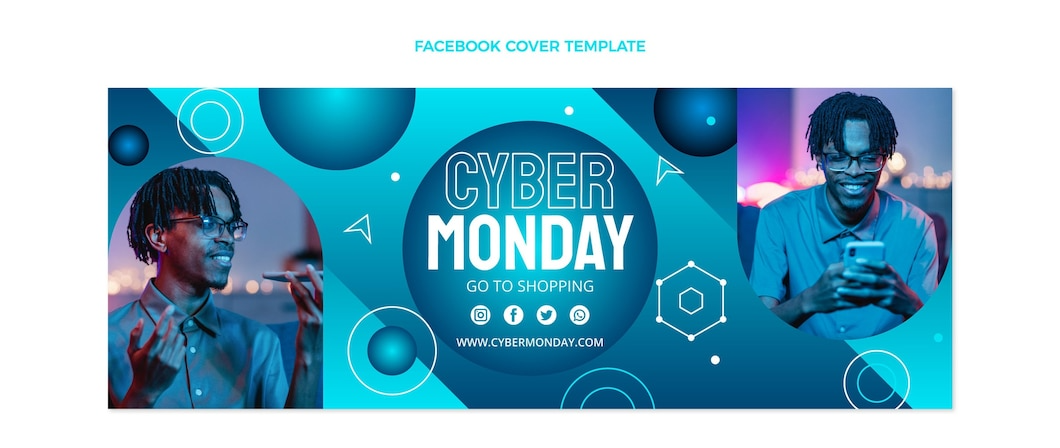 FACEBOOK COVER TEMPLATE
CYBER
MONDAY
GO TO SHOPPING
WWW.CYBERMONDAY.COM